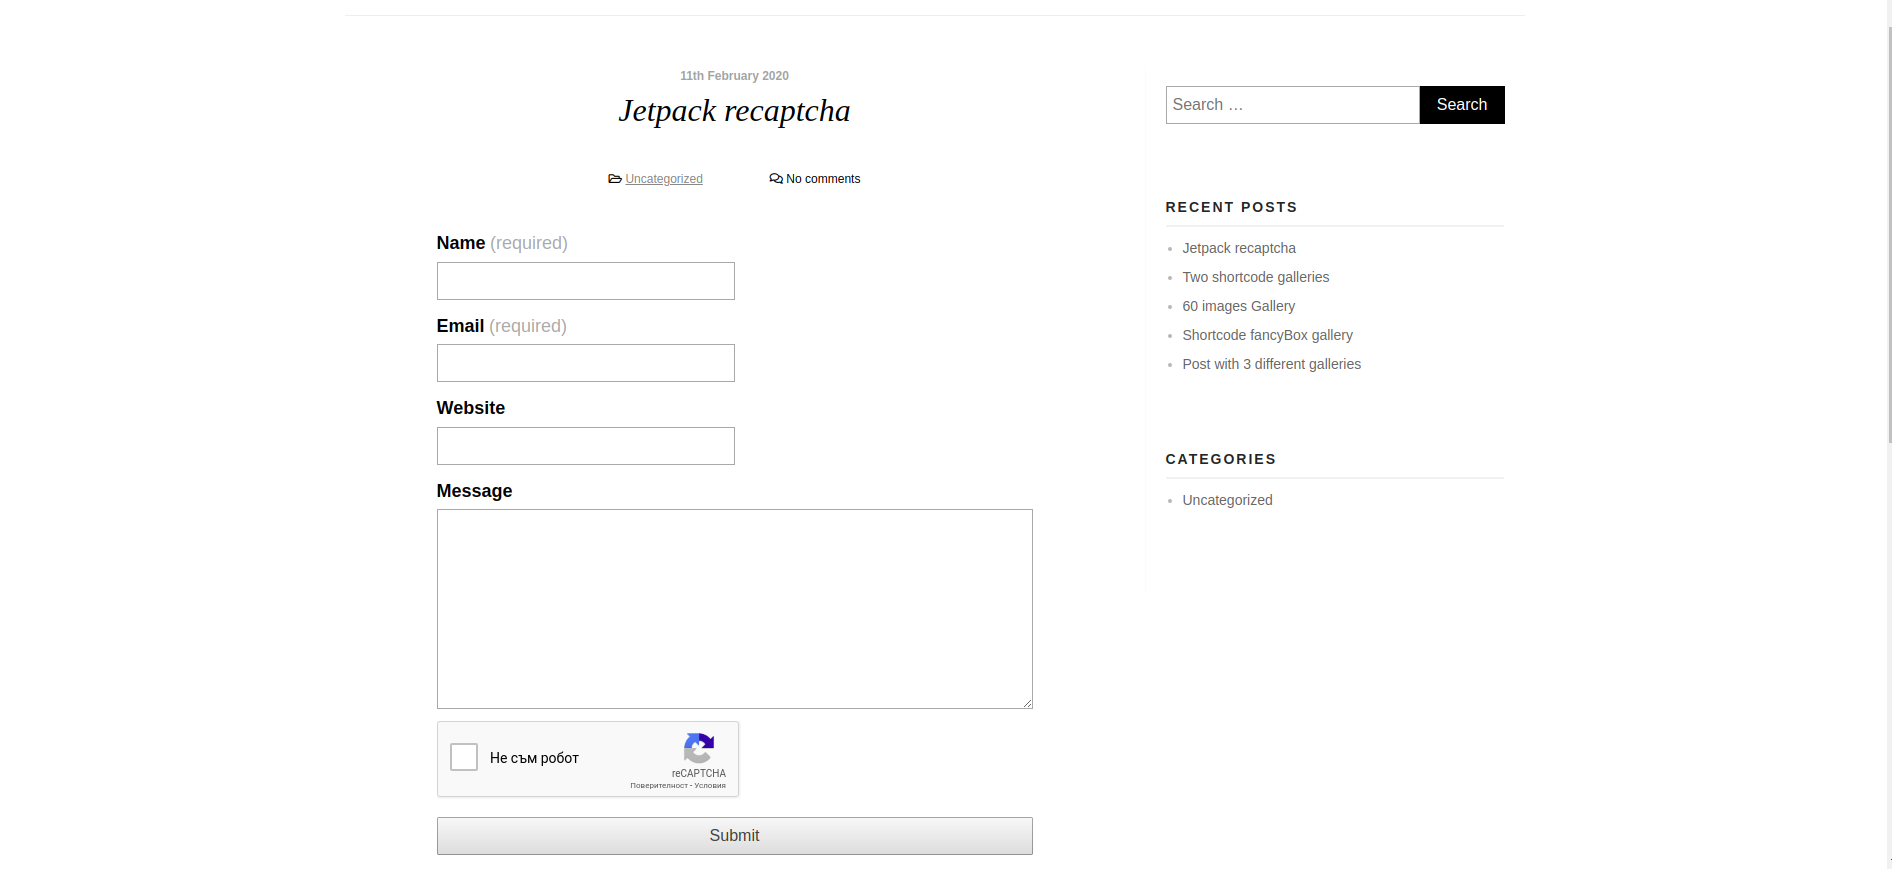 11th February 2020
Jetpack recaptcha
Uncategorized No comments
Name (required)
Email (required)
Website
Message
Не съм робот
reCAPTCHA
Поверителност - Условия
Submit
Search … Search
RECENT POSTS
Jetpack recaptcha
Two shortcode galleries
60 images Gallery
Shortcode fancyBox gallery
Post with 3 different galleries
CATEGORIES
Uncategorized